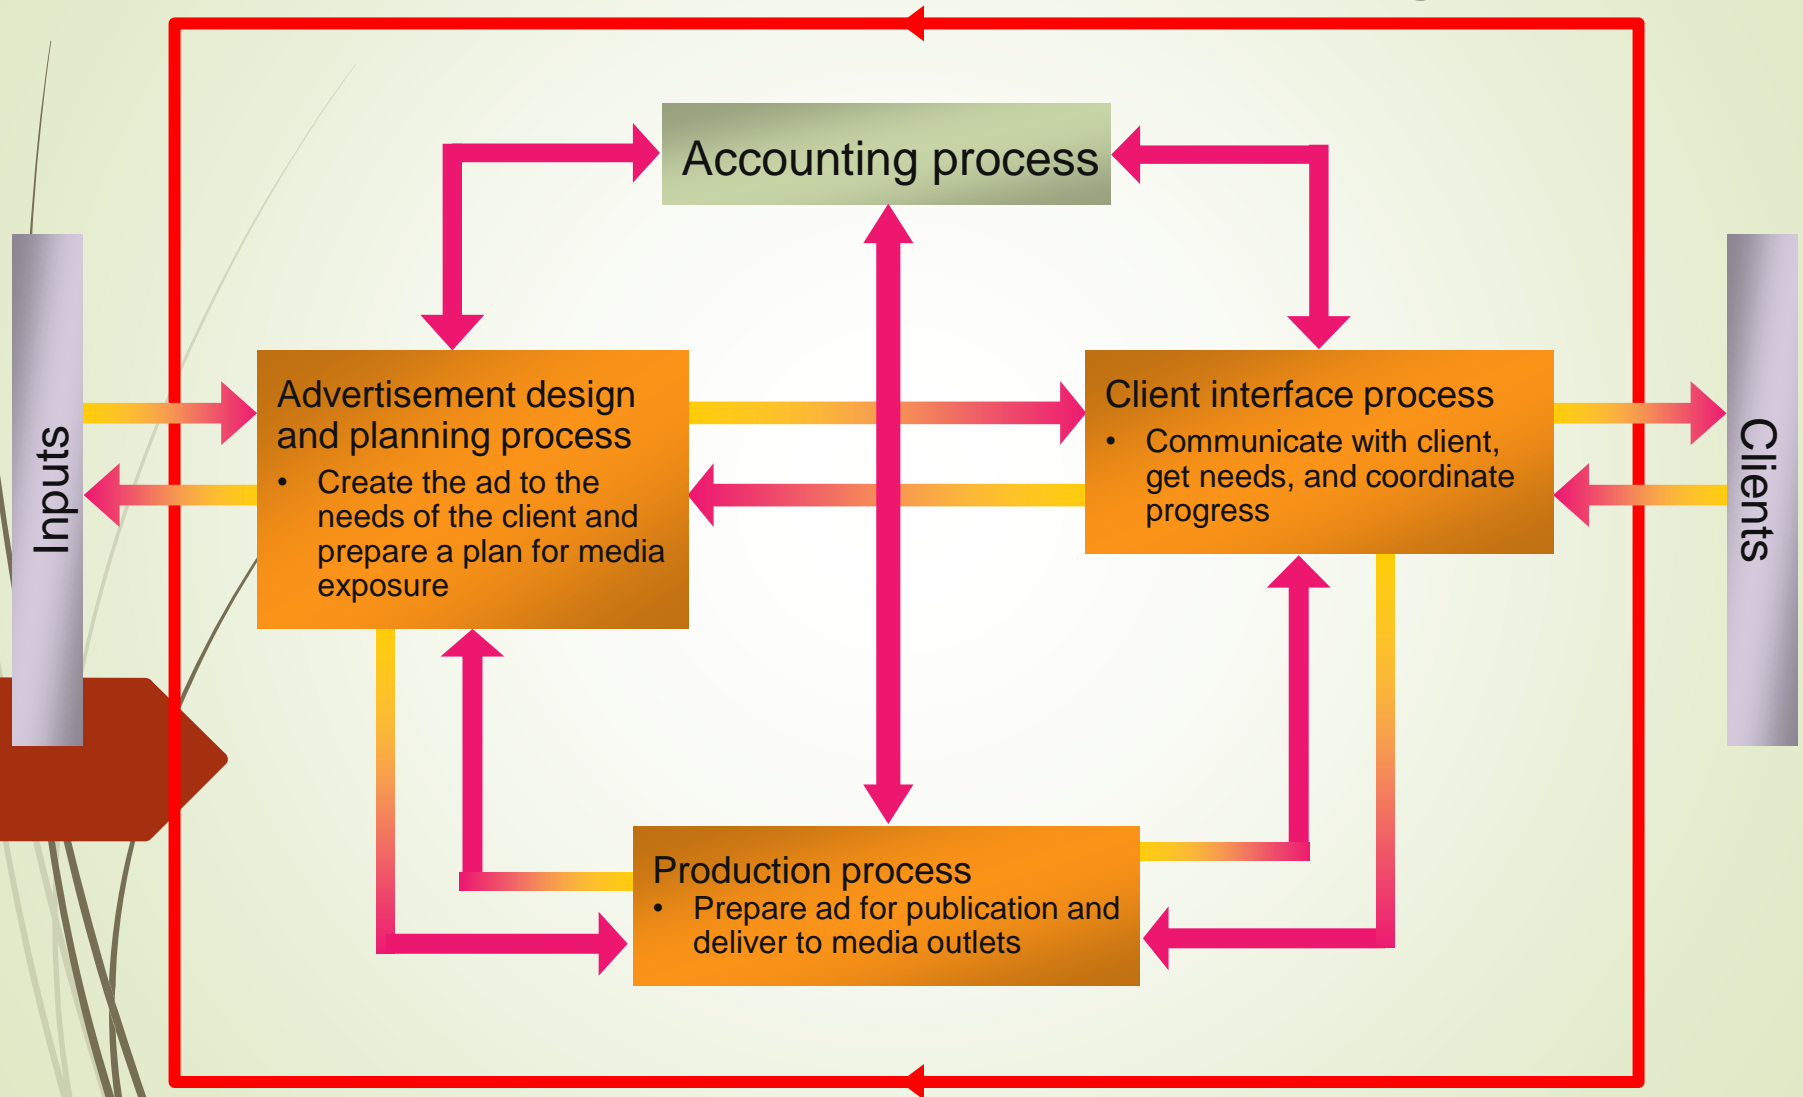 Accounting process
Inputs
Advertisement design
and planning process
• Create the ad to the
needs of the client and
prepare a plan for media
exposure
Client interface process
• Communicate with client,
get needs, and coordinate
progress
Clients
Production process
• Prepare ad for publication and
deliver to media outlets